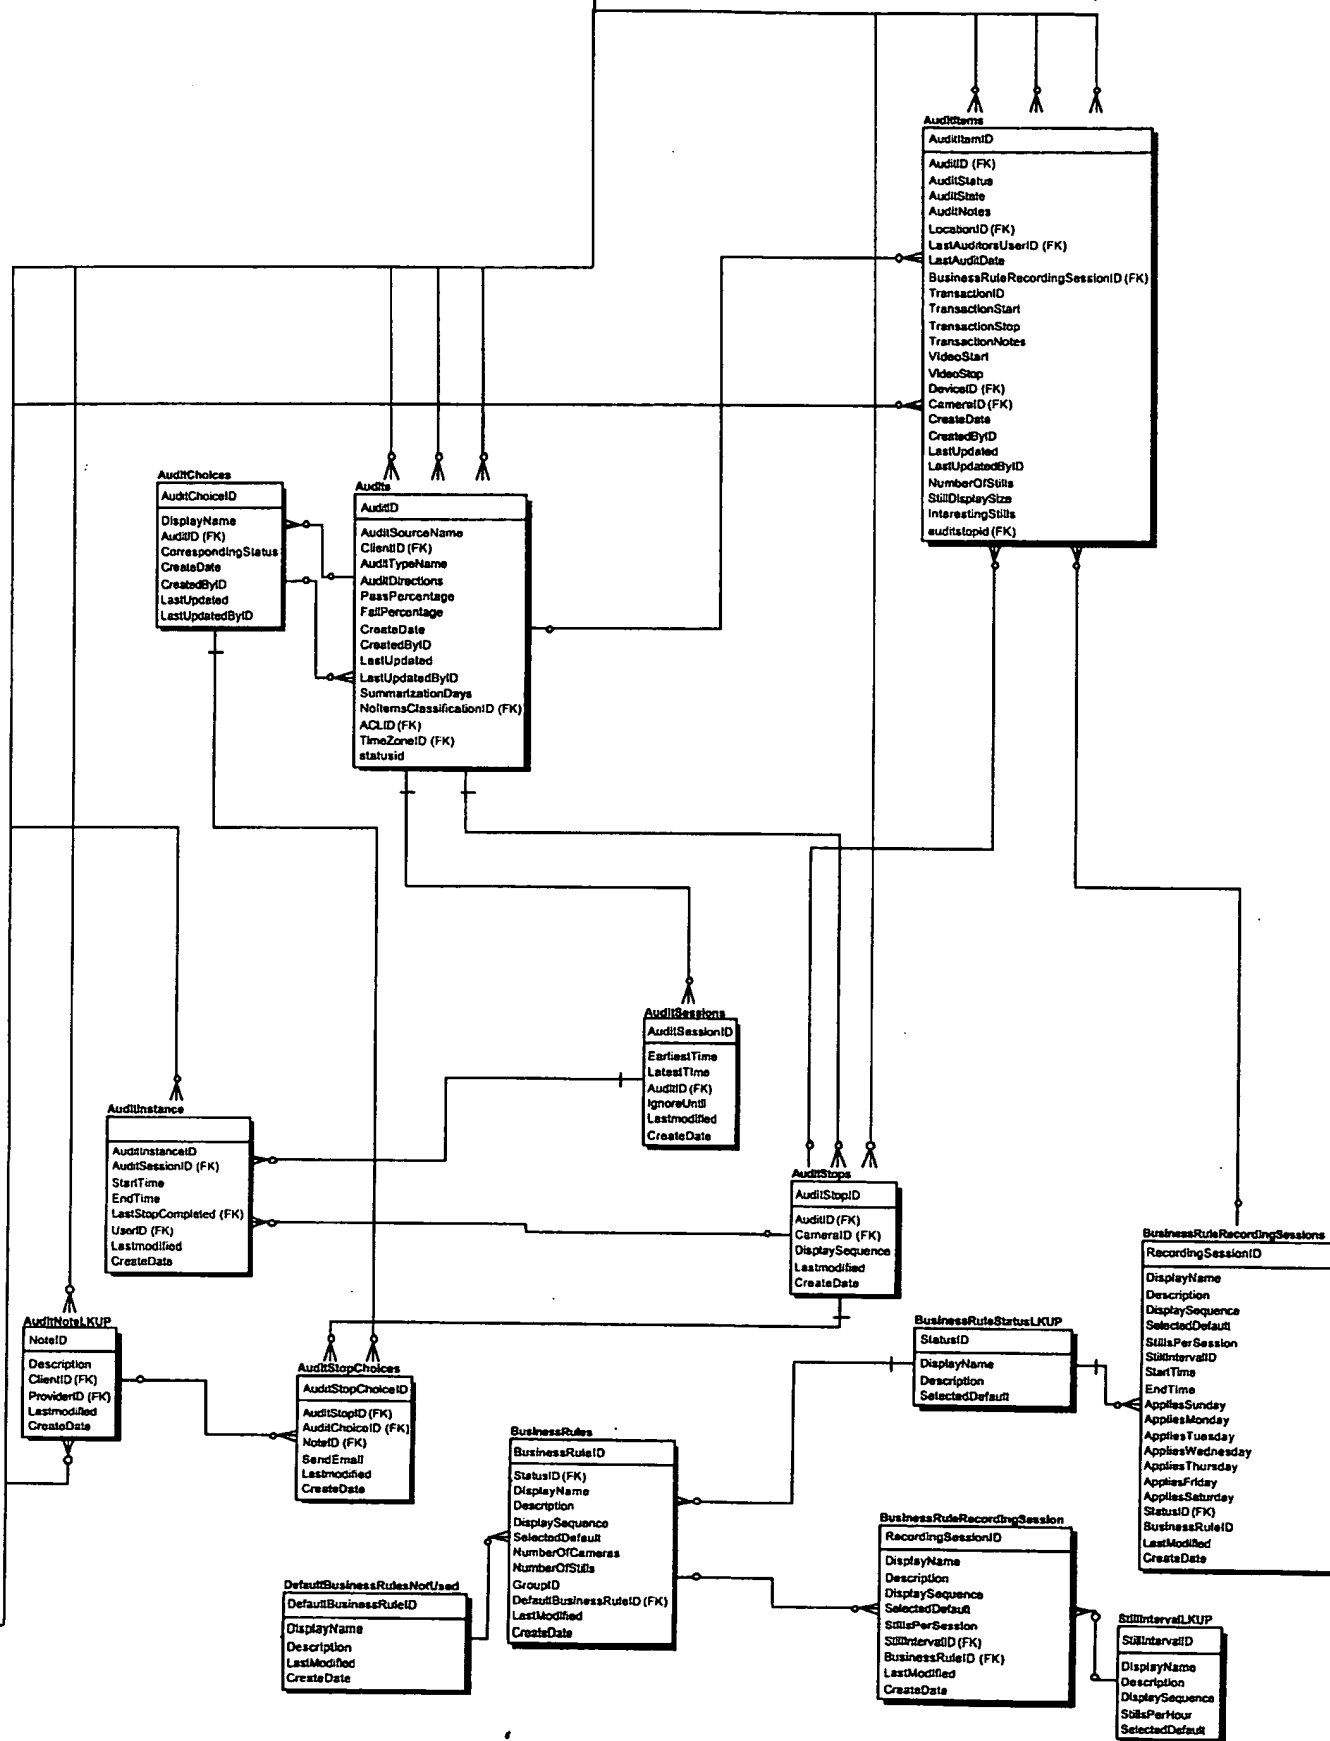 AuditItems
AuditItemID
AuditID (FK)
AuditStatus
AuditState
AuditNotes
LocationID (FK)
LastAuditorsUserID (FK)
LastAuditDate
BusinessRuleRecordingSessionID (FK)
TransactionID
TransactionStart
TransactionStop
TransactionNotes
VideoStart
VideoStop
DeviceID (FK)
CameraID (FK)
CreateDate
CreatedByID
LastUpdated
LastUpdatedByID
NumberOfStills
StillDisplaySize
InterestingStills
auditstopid (FK)
AuditChoices
AuditChoiceID
DisplayName
AuditID (FK)
CorrespondingStatus
CreateDate
CreatedByID
LastUpdated
LastUpdatedByID
Audits
AuditID
AuditSourceName
ClientID (FK)
AuditTypeName
AuditDirections
PassPercentage
FailPercentage
CreateDate
CreatedByID
LastUpdated
LastUpdatedByID
SummarizationDays
NoItemsClassificationID (FK)
ACLID (FK)
TimeZoneID (FK)
statusid
AuditSessions
AuditSessionID
EarliestTime
LatestTime
AuditID (FK)
IgnoreUntil
Lastmodified
CreateDate
AuditInstance
AuditInstanceID
AuditSessionID (FK)
StartTime
EndTime
LastStopCompleted (FK)
UserID (FK)
Lastmodified
CreateDate
AuditStops
AuditStopID
AuditID (FK)
CameraID (FK)
DisplaySequence
Lastmodified
CreateDate
BusinessRuleRecordingSessions
RecordingSessionID
DisplayName
Description
DisplaySequence
SelectedDefault
StillsPerSession
StillIntervalID
StartTime
EndTime
AppliesSunday
AppliesMonday
AppliesTuesday
AppliesWednesday
AppliesThursday
AppliesFriday
AppliesSaturday
StatusID (FK)
BusinessRuleID
LastModified
CreateDate
AuditNoteLKUP
NoteID
Description
ClientID (FK)
ProviderID (FK)
Lastmodified
CreateDate
AuditStopChoices
AuditStopChoiceID
AuditStopID (FK)
AuditChoiceID (FK)
NoteID (FK)
SendEmail
Lastmodified
CreateDate
BusinessRuleStatusLKUP
StatusID
DisplayName
Description
SelectedDefault
BusinessRules
BusinessRuleID
StatusID (FK)
DisplayName
Description
DisplaySequence
SelectedDefault
NumberOfCameras
NumberOfStills
GroupID
DefaultBusinessRuleID (FK)
LastModified
CreateDate
BusinessRuleRecordingSession
RecordingSessionID
DisplayName
Description
DisplaySequence
SelectedDefault
StillsPerSession
StillIntervalID (FK)
BusinessRuleID (FK)
LastModified
CreateDate
DefaultBusinessRulesNotUsed
DefaultBusinessRuleID
DisplayName
Description
LastModified
CreateDate
StillIntervalLKUP
StillIntervalID
DisplayName
Description
DisplaySequence
StillsPerHour
SelectedDefault